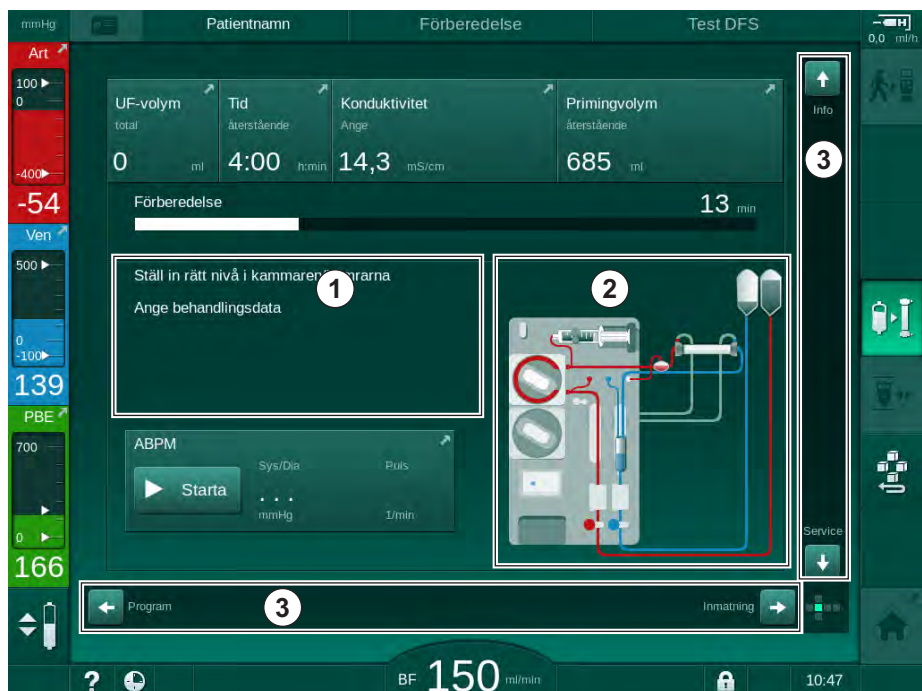 mmHg
Patientnamn
Förberedelse
Test DFS
0,0 ml/h
Art
100
0
-400
-54
Ven
500
0
-100
139
PBE
700
0
166
UF-volym
total
0 ml
Tid
återstående
4:00 h:min
Konduktivitet
Ange
14,3 mS/cm
Primingvolym
återstående
685 ml
Förberedelse
13 min
Ställ in rätt nivå i kammaren/
Ange behandlingsdata
1
2
ABPM
Starta
Sys/Dia
. . .
mmHg
Puls
1/min
Info
3
Service
Program
3
Inmatning
?
BF 150 ml/min
10:47